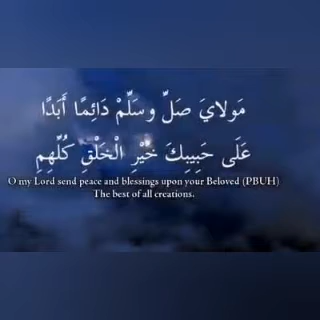 مَولايَ صَلِّ وسَلِّمْ دَائِمًا أَبَدًا
عَلَى حَبِيبِكَ خَيْرِ الْخَلْقِ كُلِّهِمِ
O my Lord send peace and blessings upon your Beloved (PBUH)
The best of all creations.